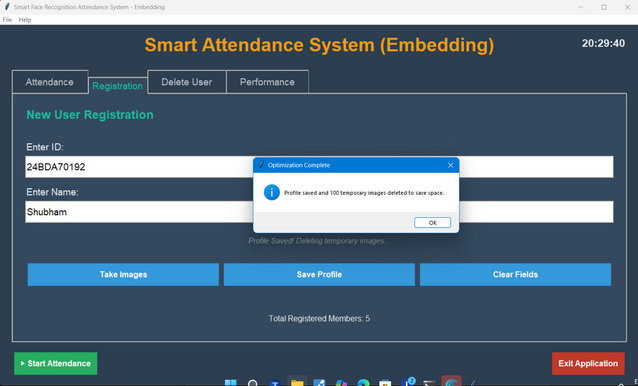 Smart Face Recognition Attendance System - Embedding
File Help
Smart Attendance System (Embedding)
20:29:40
Attendance Registration Delete User Performance
New User Registration
Enter ID:
24BDA70192
Optimization Complete
Profile saved and 100 temporary images deleted to save space.
OK
Enter Name:
Shubham
Profile Saved! Deleting temporary images..
Take Images Save Profile Clear Fields
Total Registered Members: 5
Start Attendance Exit Application
2